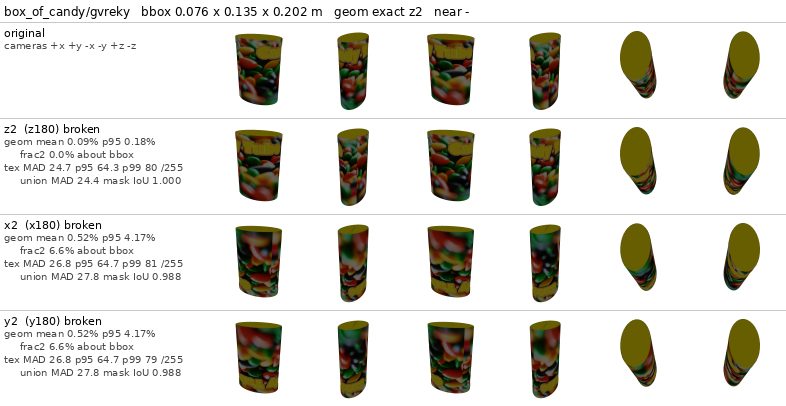 box_of_candy/gvreky bbox 0.076 x 0.135 x 0.202 m geom exact z2 near -
original
cameras +x +y -x -y +z -z
z2 (z180) broken
geom mean 0.09% p95 0.18%
frac2 0.0% about bbox
tex MAD 24.7 p95 64.3 p99 80 /255
union MAD 24.4 mask IoU 1.000
x2 (x180) broken
geom mean 0.52% p95 4.17%
frac2 6.6% about bbox
tex MAD 26.8 p95 64.7 p99 81 /255
union MAD 27.8 mask IoU 0.988
y2 (y180) broken
geom mean 0.52% p95 4.17%
frac2 6.6% about bbox
tex MAD 26.8 p95 64.7 p99 79 /255
union MAD 27.8 mask IoU 0.988